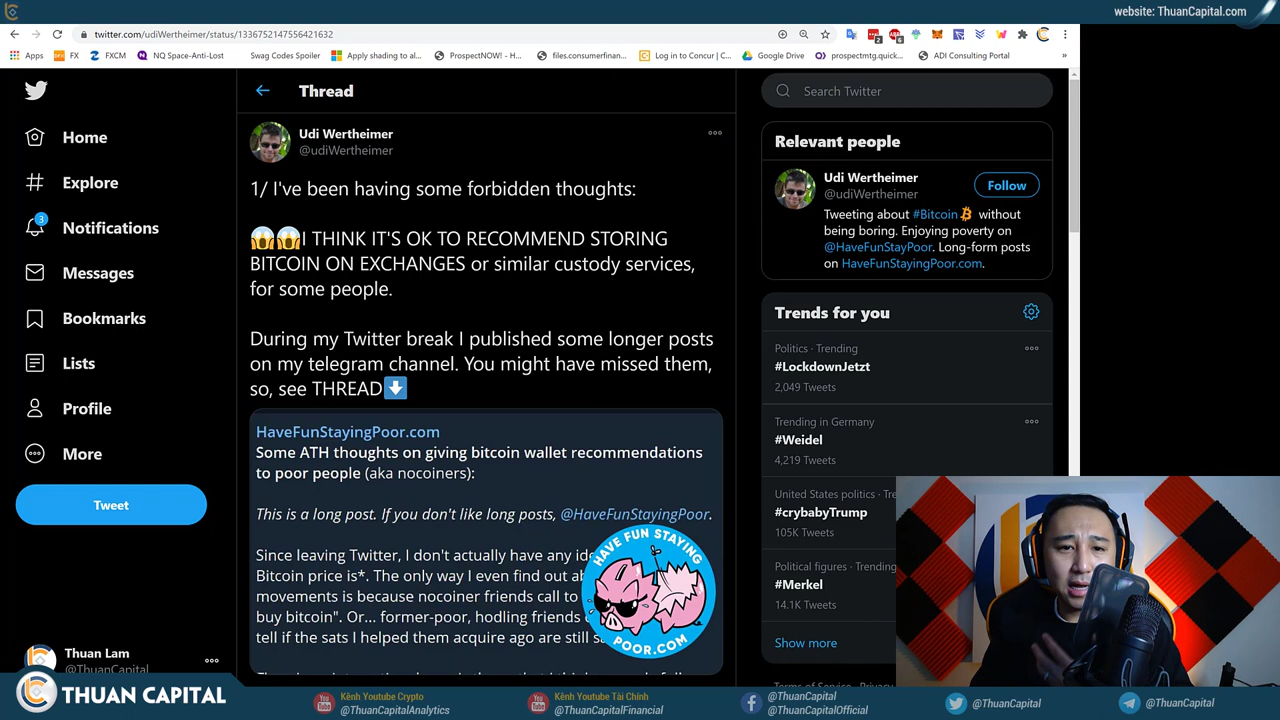 website: ThuanCapital.com
twitter.com/udiWertheimer/status/1336752147556421632
Apps
FX
FXCM
NQ Space-Anti-Lost
Swag Codes Spoiler
Apply shading to al...
ProspectNOW! - H...
files.consumerfinan...
Log in to Concur | C...
Google Drive
prospectmtg.quick...
ADI Consulting Portal
Home
Explore
3
Notifications
Messages
Bookmarks
Lists
Profile
More
Tweet
Thuan Lam
@ThuanCapital
Thread
Udi Wertheimer
@udiWertheimer
1/ I've been having some forbidden thoughts:
😱😱I THINK IT'S OK TO RECOMMEND STORING
BITCOIN ON EXCHANGES or similar custody services,
for some people.
During my Twitter break I published some longer posts
on my telegram channel. You might have missed them,
so, see THREAD⬇️
HaveFunStayingPoor.com
Some ATH thoughts on giving bitcoin wallet recommendations
to poor people (aka nocoiners):
This is a long post. If you don't like long posts, @HaveFunStayingPoor.
Since leaving Twitter, I don't actually have any
Bitcoin price is*. The only way I even find out
movements is because nocoiner friends call to
buy bitcoin". Or... former-poor, hodling friends
tell if the sats I helped them acquire ago are still
HAVE FUN STAYING
POOR.COM
Search Twitter
Relevant people
Udi Wertheimer
@udiWertheimer
Follow
Tweeting about #Bitcoin without
being boring. Enjoying poverty on
@HaveFunStayPoor. Long-form posts
on HaveFunStayingPoor.com.
Trends for you
Politics · Trending
#LockdownJetzt
2,049 Tweets
Trending in Germany
#Weidel
4,219 Tweets
United States politics · Tre
#crybabyTrump
105K Tweets
Political figures · Trending
#Merkel
14.1K Tweets
Show more
Terms of Service
THUAN CAPITAL
Kênh Youtube Crypto
@ThuanCapitalAnalytics
Kênh Youtube Tài Chính
@ThuanCapitalFinancial
@ThuanCapital
@ThuanCapitalOfficial
@ThuanCapital
@ThuanCapital